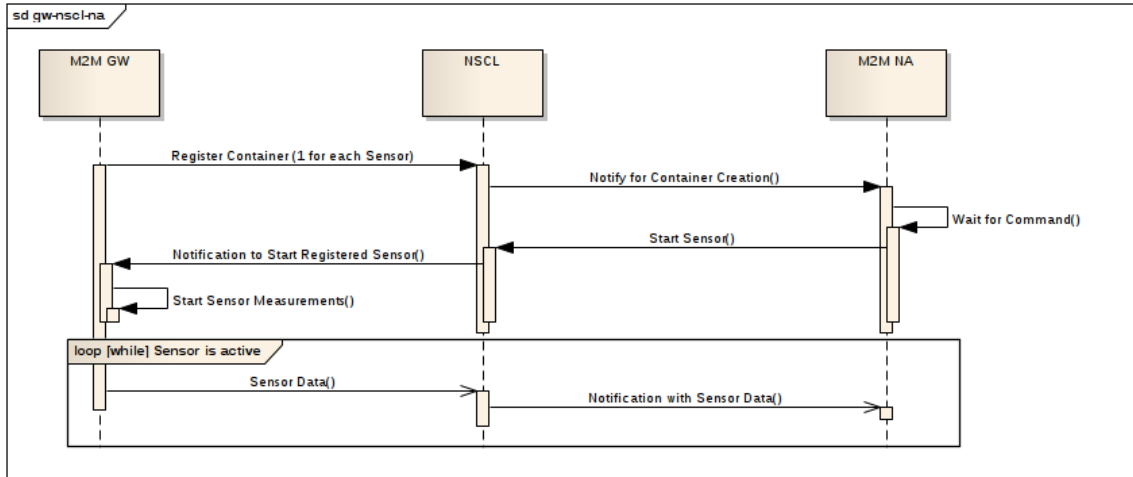 sd gw-nscl-na
M2M GW
NSCL
M2M NA
Register Container (1 for each Sensor)
Notify for Container Creation()
Wait for Command()
Start Sensor()
Notification to Start Registered Sensor()
Start Sensor Measurements()
loop [while] Sensor is active
Sensor Data()
Notification with Sensor Data()